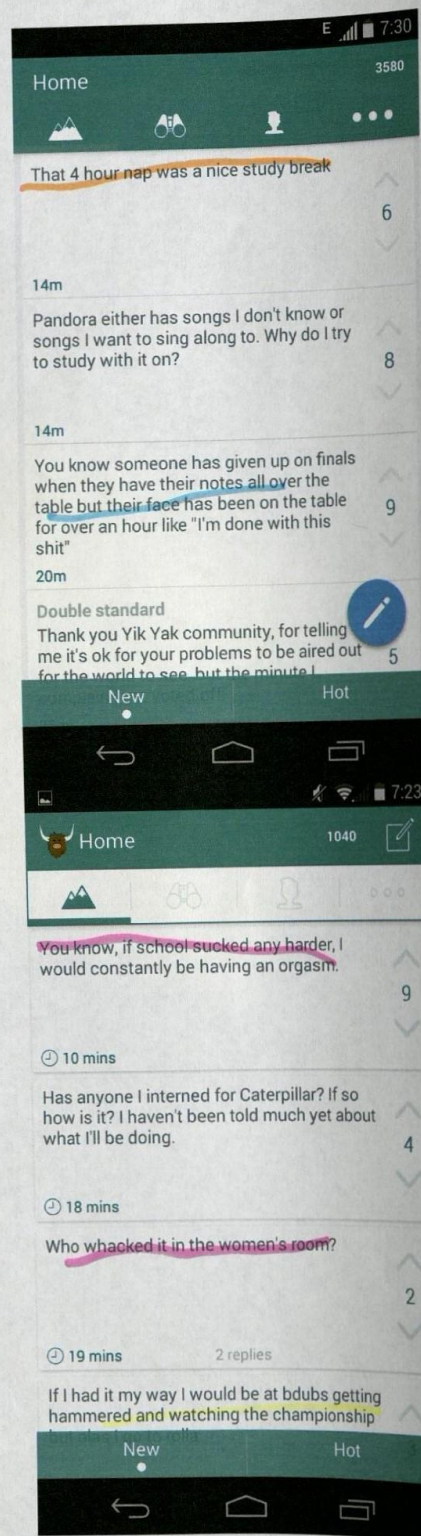 E 7:30
Home 3580
That 4 hour nap was a nice study break
6
14m
Pandora either has songs I don't know or
songs I want to sing along to. Why do I try
to study with it on?
8
14m
You know someone has given up on finals
when they have their notes all over the
table but their face has been on the table
for over an hour like "I'm done with this
shit"
9
20m
Double standard
Thank you Yik Yak community, for telling
me it's ok for your problems to be aired out
for the world to see, but the minute I
5
New Hot
7:23
Home 1040
You know, if school sucked any harder, I
would constantly be having an orgasm.
9
10 mins
Has anyone I interned for Caterpillar? If so
how is it? I haven't been told much yet about
what I'll be doing.
4
18 mins
Who whacked it in the women's room?
2
19 mins 2 replies
If I had it my way I would be at bdubs getting
hammered and watching the championship
3
New Hot